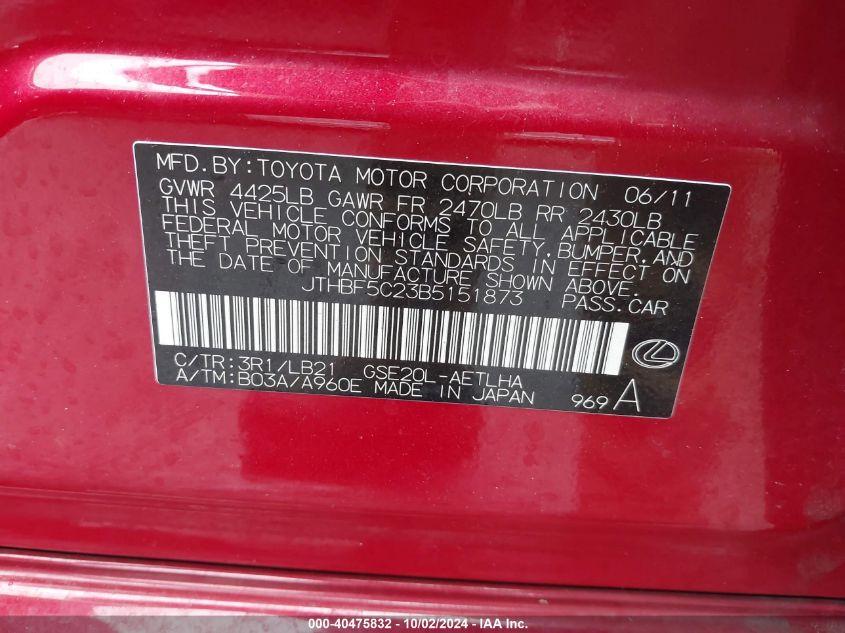 MFD.BY:TOYOTA MOTOR CORPORATION 06/11
GVWR 4425LB GAWR FR 2470LB RR 2430LB
THIS VEHICLE CONFORMS TO ALL APPLICABLE
FEDERAL MOTOR VEHICLE SAFETY,BUMPER,AND
THEFT PREVENTION STANDARDS IN EFFECT ON
THE DATE OF MANUFACTURE SHOWN ABOVE.
JTHBF5C23B5151873 PASS.CAR
C/TR:3R1/LB21 GSE20L-AETLHA
A/TM:B03A/A960E MADE IN JAPAN 969 A
000-40475832 - 10/02/2024 - IAA Inc.